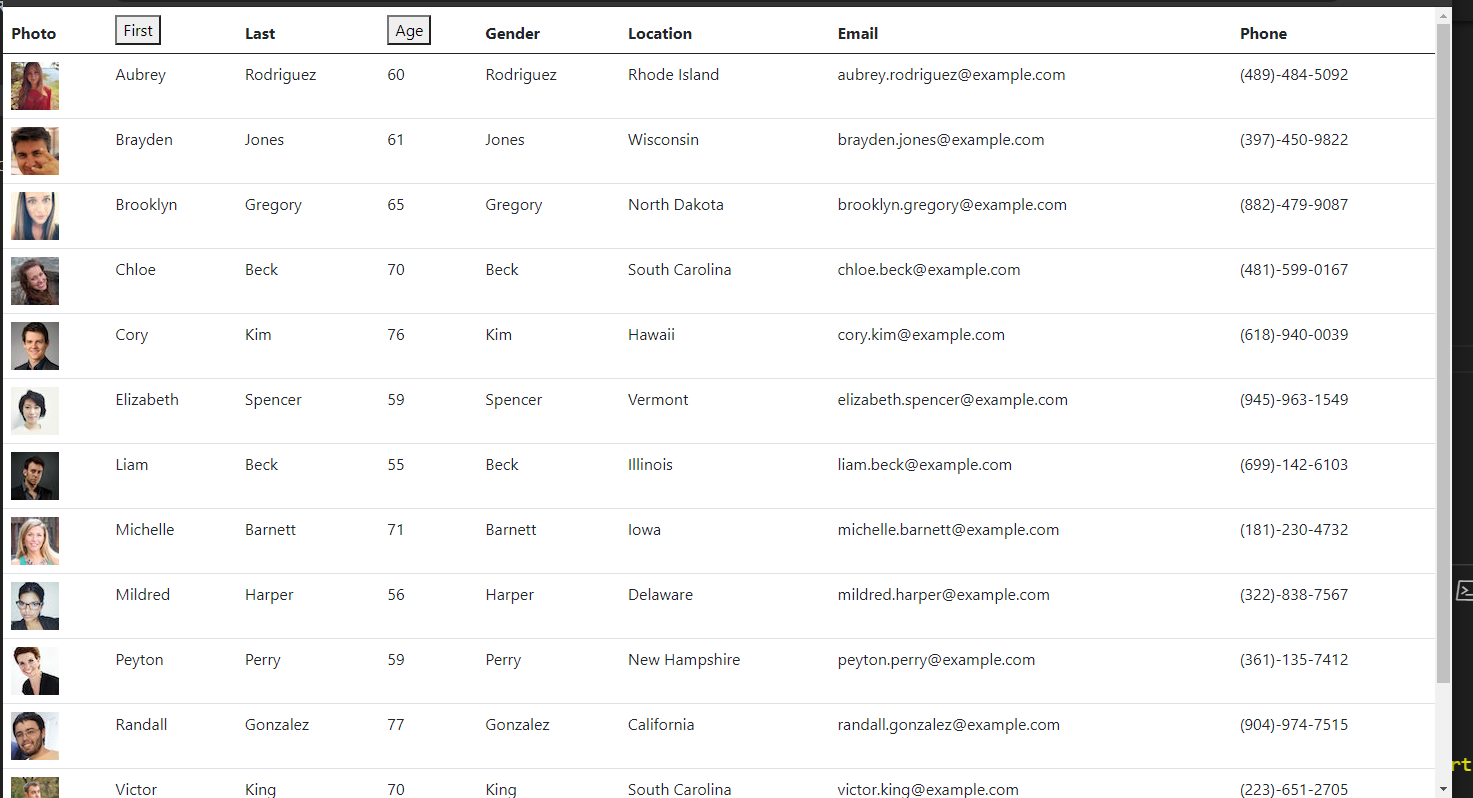 Photo First Last Age Gender Location Email Phone
Aubrey Rodriguez 60 Rodriguez Rhode Island aubrey.rodriguez@example.com (489)-484-5092
Brayden Jones 61 Jones Wisconsin brayden.jones@example.com (397)-450-9822
Brooklyn Gregory 65 Gregory North Dakota brooklyn.gregory@example.com (882)-479-9087
Chloe Beck 70 Beck South Carolina chloe.beck@example.com (481)-599-0167
Cory Kim 76 Kim Hawaii cory.kim@example.com (618)-940-0039
Elizabeth Spencer 59 Spencer Vermont elizabeth.spencer@example.com (945)-963-1549
Liam Beck 55 Beck Illinois liam.beck@example.com (699)-142-6103
Michelle Barnett 71 Barnett Iowa michelle.barnett@example.com (181)-230-4732
Mildred Harper 56 Harper Delaware mildred.harper@example.com (322)-838-7567
Peyton Perry 59 Perry New Hampshire peyton.perry@example.com (361)-135-7412
Randall Gonzalez 77 Gonzalez California randall.gonzalez@example.com (904)-974-7515
rt
Victor King 70 King South Carolina victor.king@example.com (223)-651-2705